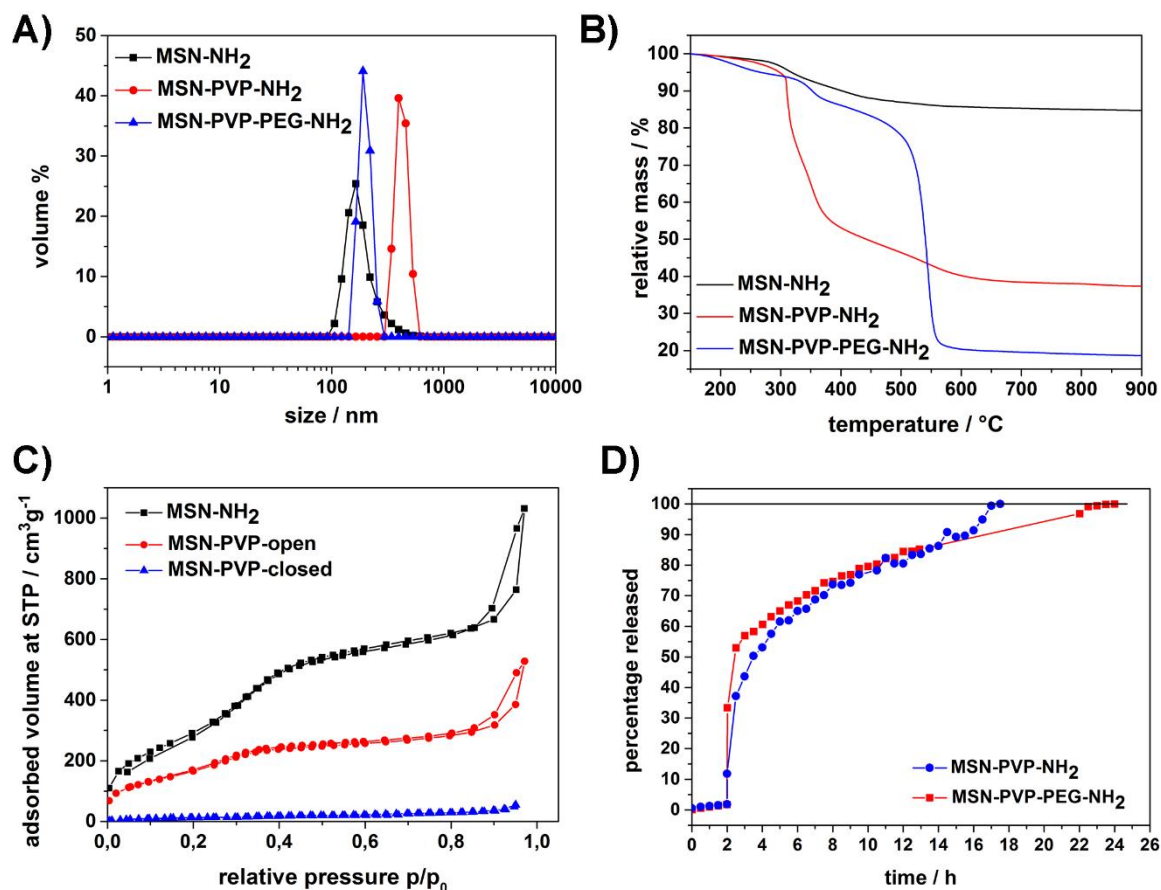 A)
MSN-NH₂
MSN-PVP-NH₂
MSN-PVP-PEG-NH₂
volume %
50
40
30
20
10
0
1 10 100 1000 10000
size / nm
B)
relative mass / %
100
90
80
70
60
50
40
30
20
MSN-NH₂
MSN-PVP-NH₂
MSN-PVP-PEG-NH₂
200 300 400 500 600 700 800 900
temperature / °C
C)
MSN-NH₂
MSN-PVP-open
MSN-PVP-closed
adsorbed volume at STP / cm³g⁻¹
1000
800
600
400
200
0
0,0 0,2 0,4 0,6 0,8 1,0
relative pressure p/p₀
D)
percentage released
100
90
80
70
60
50
40
30
20
10
0
MSN-PVP-NH₂
MSN-PVP-PEG-NH₂
0 2 4 6 8 10 12 14 16 18 20 22 24 26
time / h